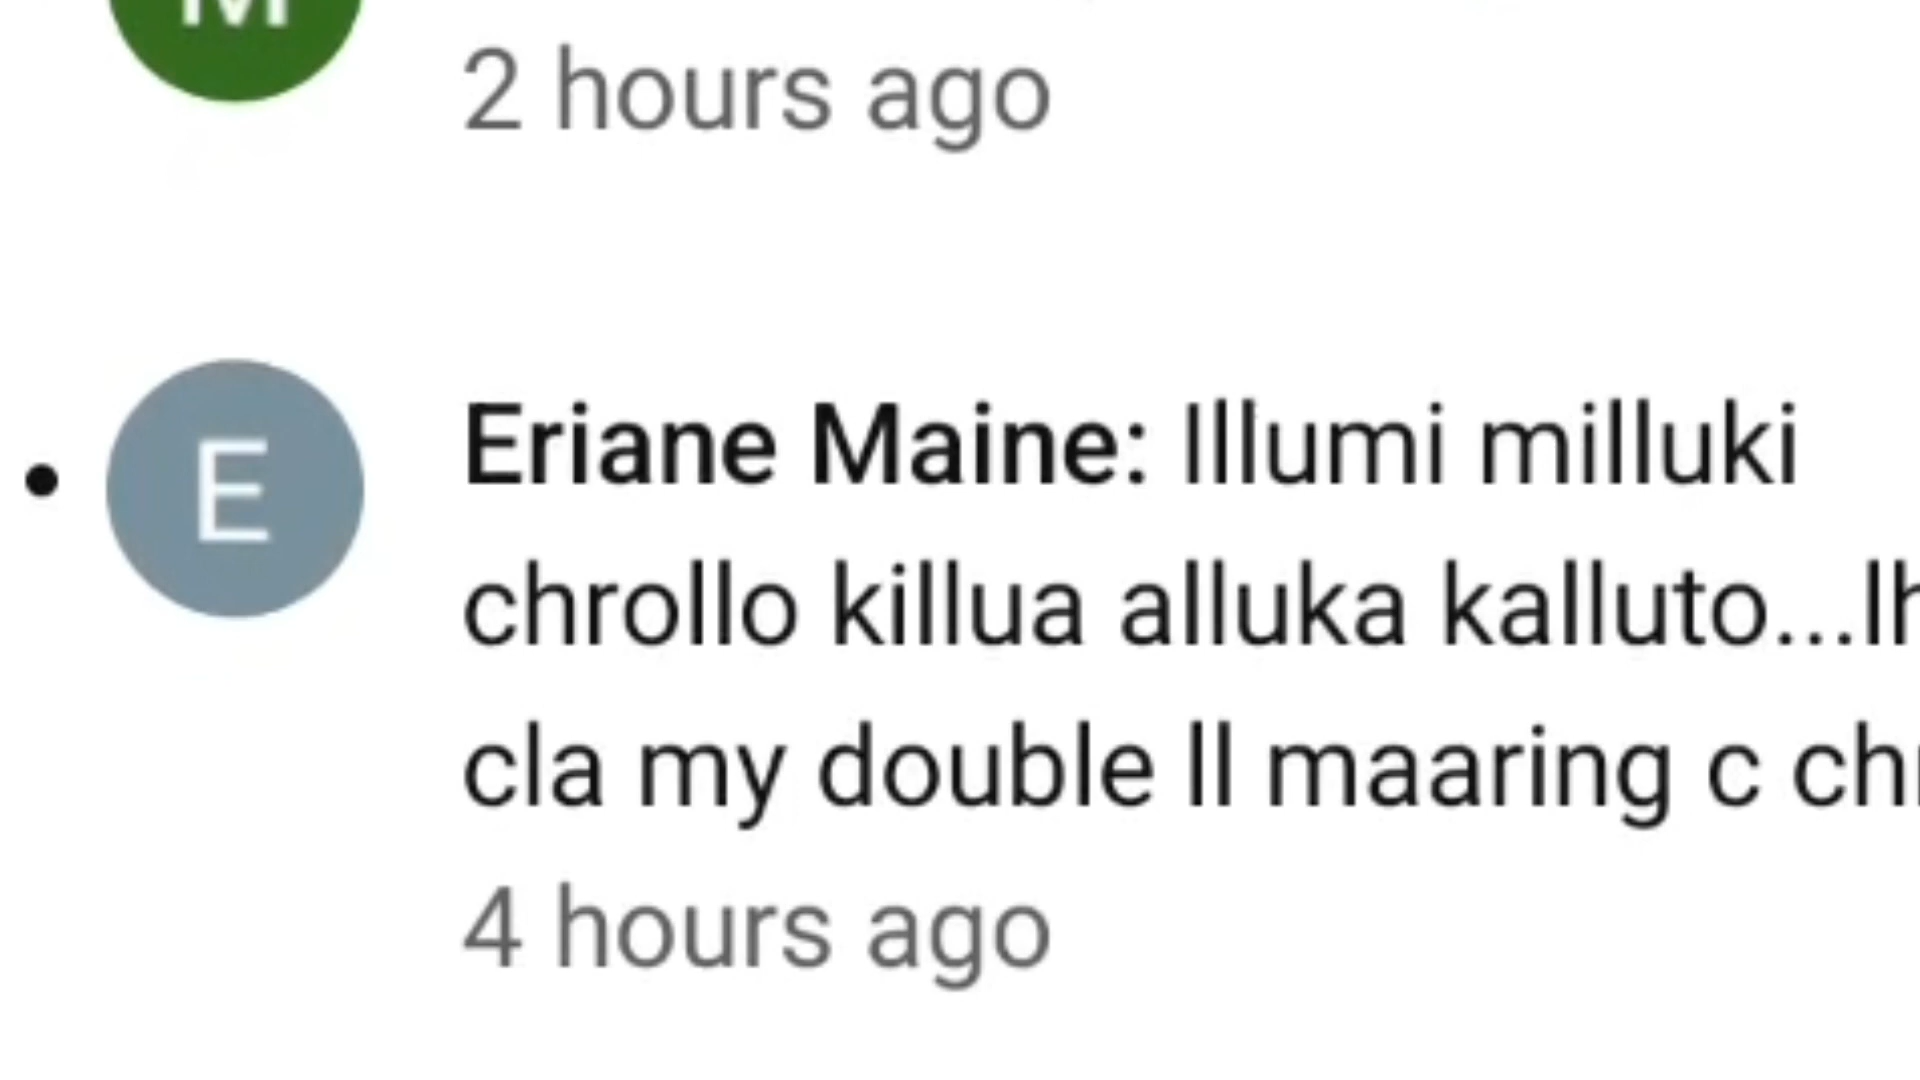 M
2 hours ago
E
Eriane Maine: Illumi milluki
chrollo killua alluka kalluto...
cla my double ll maaring c
4 hours ago